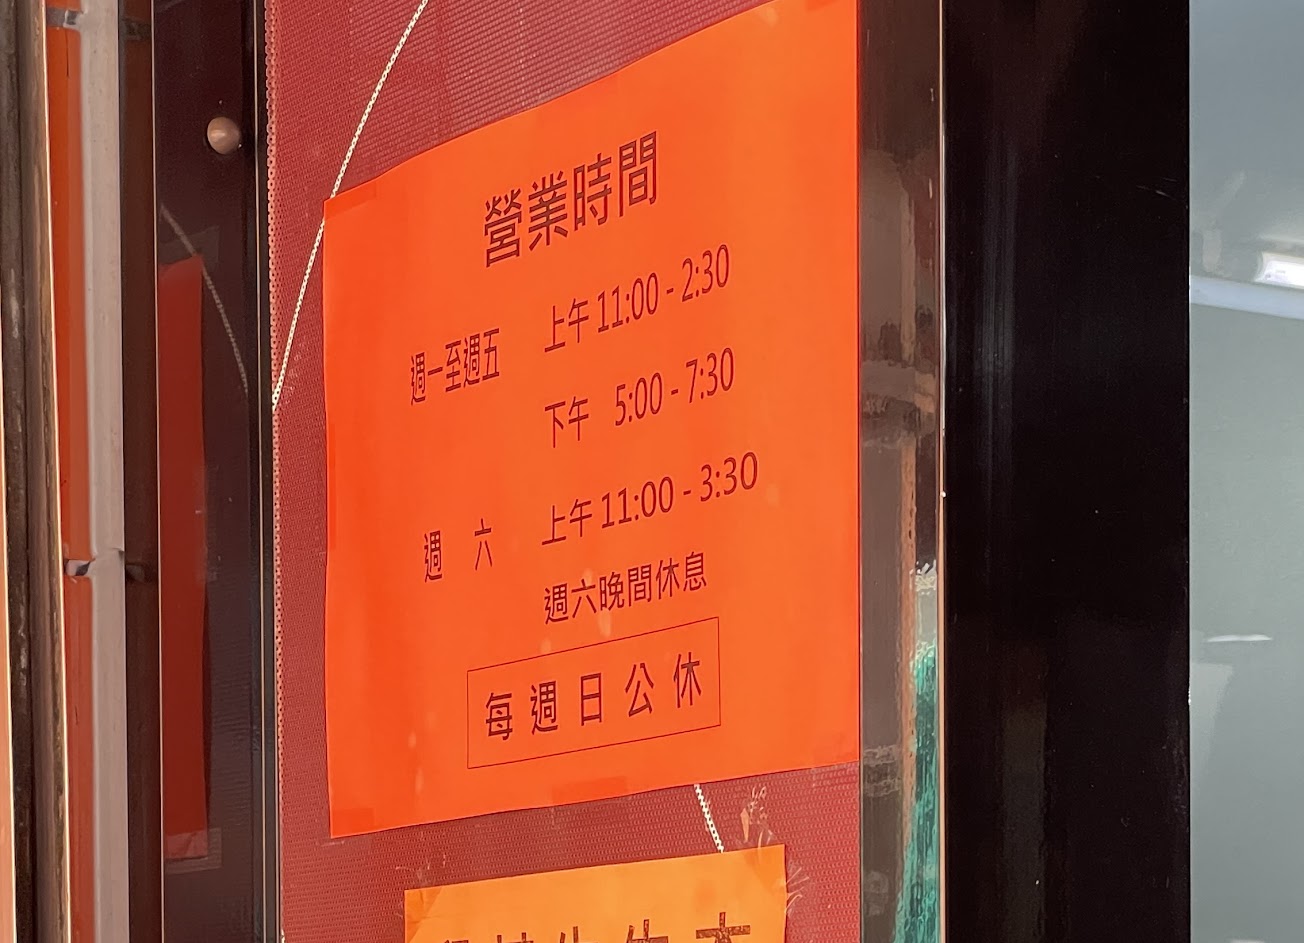 營業時間
週一至週五 上午 11:00 - 2:30
下午 5:00 - 7:30
週 六 上午 11:00 - 3:30
週六晚間休息
每週日公休